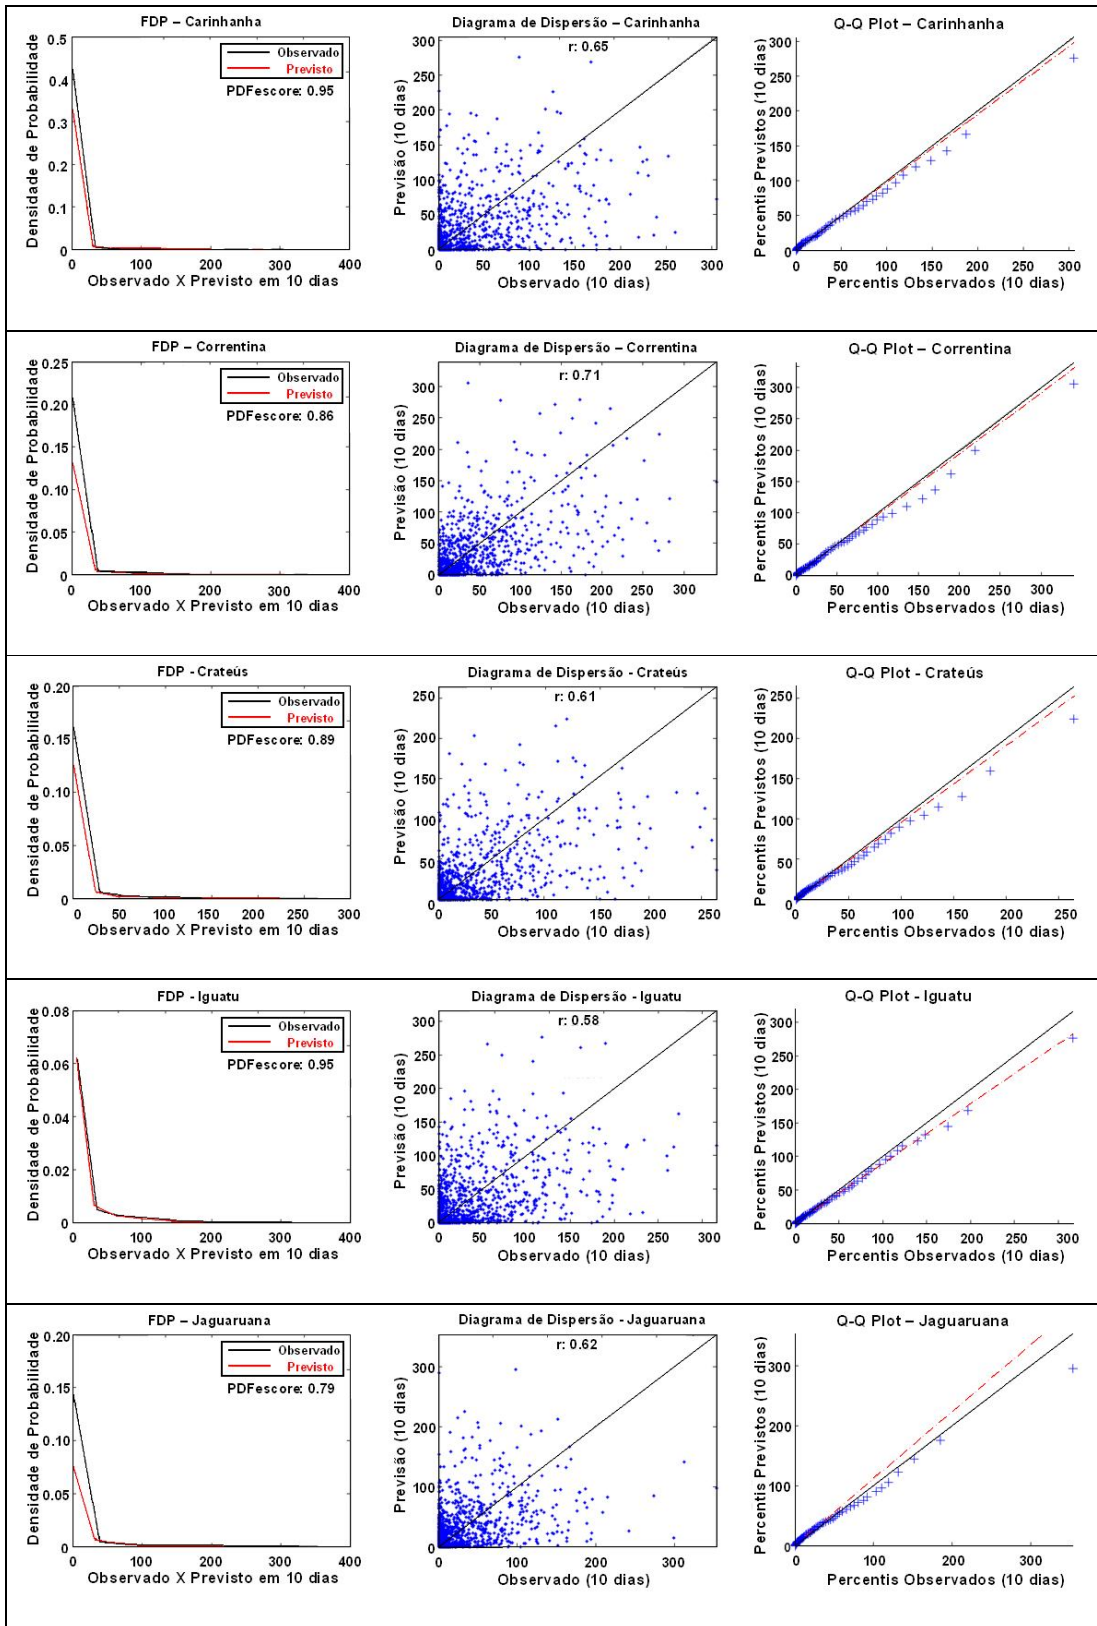 FDP – Carinhanha
Densidade de Probabilidade
0.5
0.4
0.3
0.2
0.1
0
0 100 200 300 400
Observado
Previsto
PDFescore: 0.95
Observado X Previsto em 10 dias
Diagrama de Dispersão – Carinhanha
r: 0.65
Previsão (10 dias)
300
250
200
150
100
50
0
0 50 100 150 200 250 300
Observado (10 dias)
Q-Q Plot – Carinhanha
Percentis Previstos (10 dias)
300
250
200
150
100
50
0
0 50 100 150 200 250 300
Percentis Observados (10 dias)
FDP – Correntina
Densidade de Probabilidade
0.25
0.20
0.15
0.10
0.05
0
0 100 200 300 400
Observado
Previsto
PDFescore: 0.86
Observado X Previsto em 10 dias
Diagrama de Dispersão – Correntina
r: 0.71
Previsão (10 dias)
300
250
200
150
100
50
0
0 50 100 150 200 250 300
Observado (10 dias)
Q-Q Plot – Correntina
Percentis Previstos (10 dias)
300
250
200
150
100
50
0
0 50 100 150 200 250 300
Percentis Observados (10 dias)
FDP - Crateús
Densidade de Probabilidade
0.20
0.15
0.10
0.05
0
0 50 100 150 200 250 300
Observado
Previsto
PDFescore: 0.89
Observado X Previsto em 10 dias
Diagrama de Dispersão - Crateús
r: 0.61
Previsão (10 dias)
250
200
150
100
50
0
0 50 100 150 200 250
Observado (10 dias)
Q-Q Plot - Crateús
Percentis Previstos (10 dias)
250
200
150
100
50
0
0 50 100 150 200 250
Percentis Observados (10 dias)
FDP - Iguatu
Densidade de Probabilidade
0.08
0.06
0.04
0.02
0
0 100 200 300 400
Observado
Previsto
PDFescore: 0.95
Observado X Previsto em 10 dias
Diagrama de Dispersão - Iguatu
r: 0.58
Previsão (10 dias)
300
250
200
150
100
50
0
0 50 100 150 200 250 300
Observado (10 dias)
Q-Q Plot - Iguatu
Percentis Previstos (10 dias)
300
250
200
150
100
50
0
0 50 100 150 200 250 300
Percentis Observados (10 dias)
FDP – Jaguaruana
Densidade de Probabilidade
0.20
0.15
0.10
0.05
0
0 100 200 300 400
Observado
Previsto
PDFescore: 0.79
Observado X Previsto em 10 dias
Diagrama de Dispersão - Jaguaruana
r: 0.62
Previsão (10 dias)
300
200
100
0
0 100 200 300
Observado (10 dias)
Q-Q Plot – Jaguaruana
Percentis Previstos (10 dias)
300
200
100
0
0 100 200 300
Percentis Observados (10 dias)